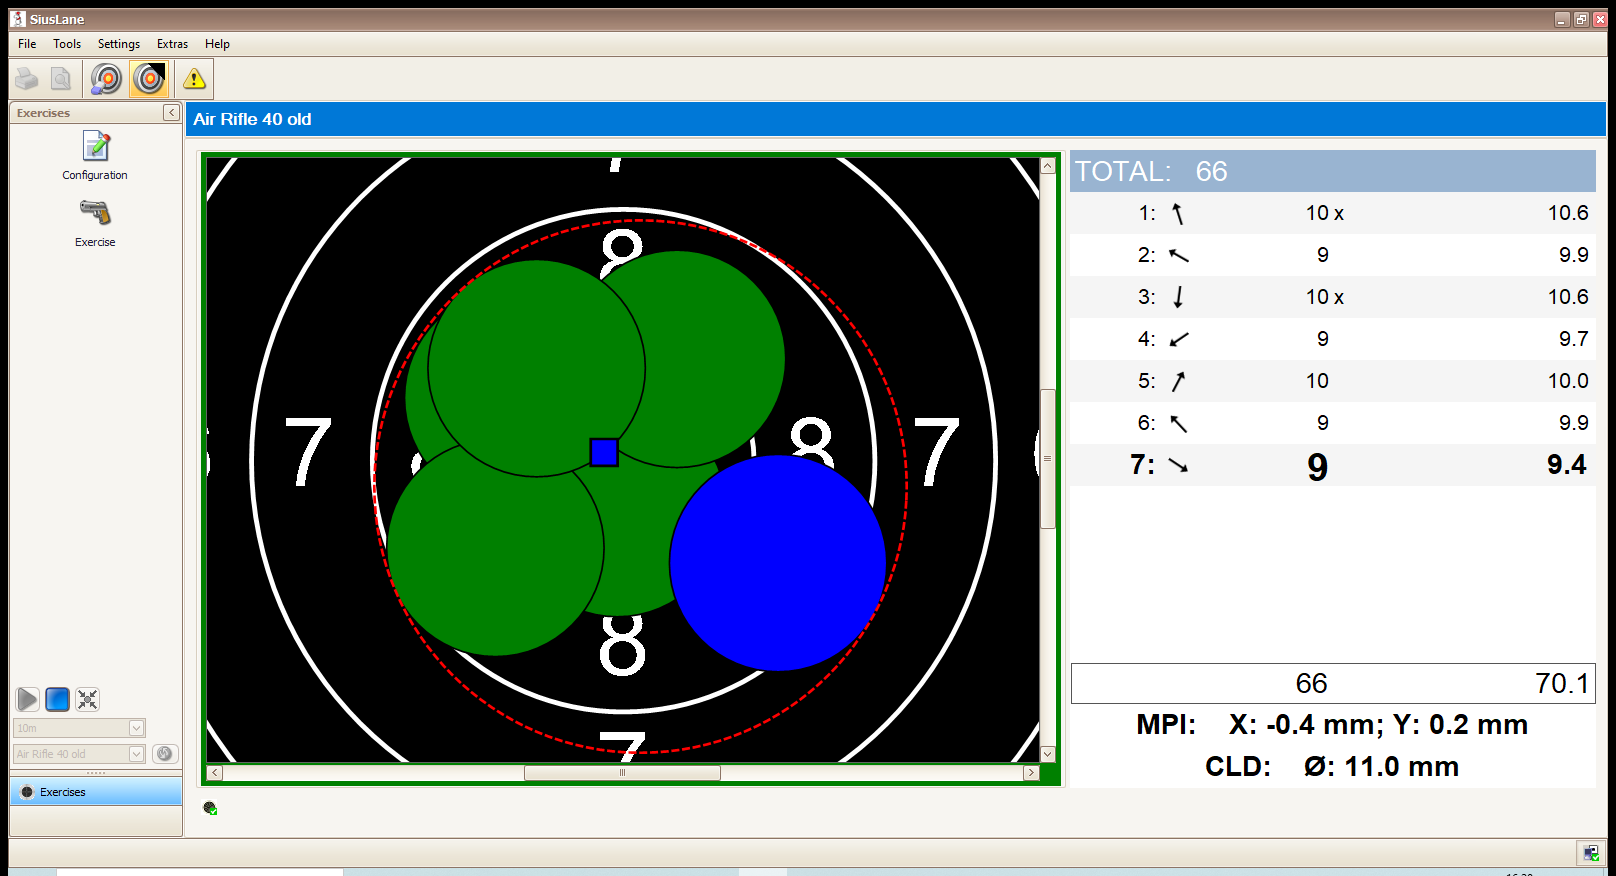 SiusLane
File Tools Settings Extras Help
Exercises
Configuration
Exercise
10m
Air Rifle 40 old
Exercises
Air Rifle 40 old
7
8
7
8
7
8
7
TOTAL: 66
1: 10 x 10.6
2: 9 9.9
3: 10 x 10.6
4: 9 9.7
5: 10 10.0
6: 9 9.9
7: 9 9.4
66 70.1
MPI: X: -0.4 mm; Y: 0.2 mm
CLD: Ø: 11.0 mm